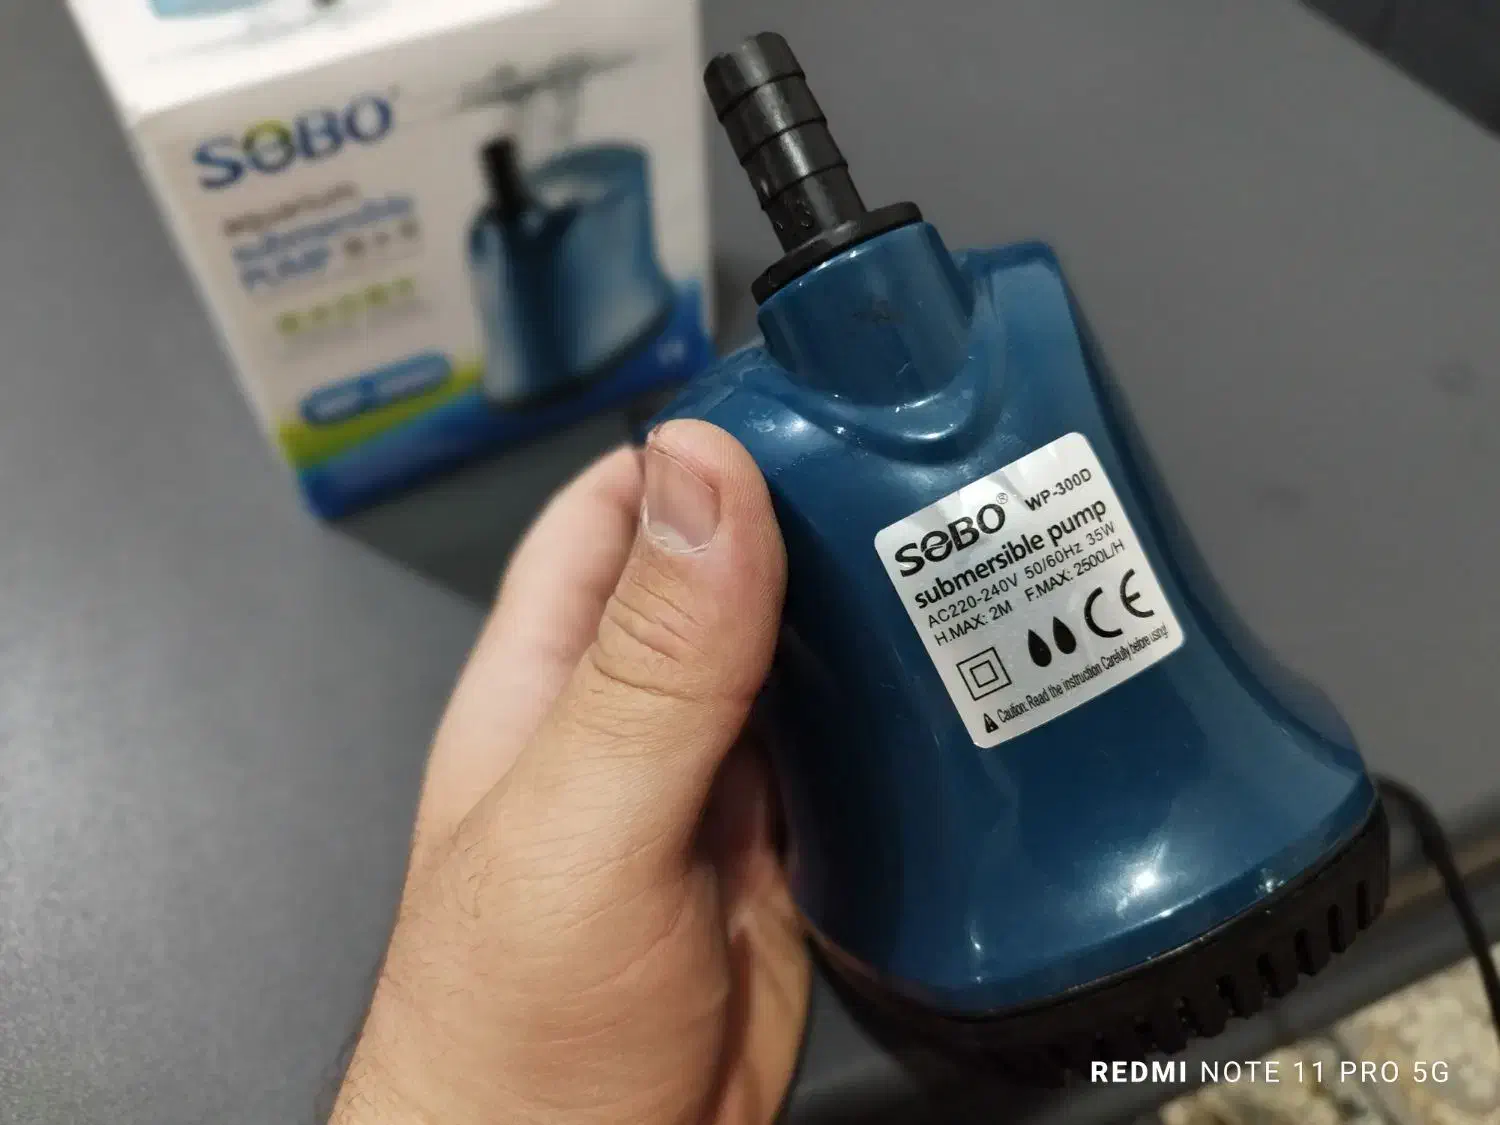 SOBO
aquarium
submersible
PUMP
SOBO® WP-300D
submersible pump
AC220-240V 50/60Hz 35W
H.MAX: 2M F.MAX: 2500L/H
CE
Caution: Read the instruction Carefully before using!
REDMI NOTE 11 PRO 5G